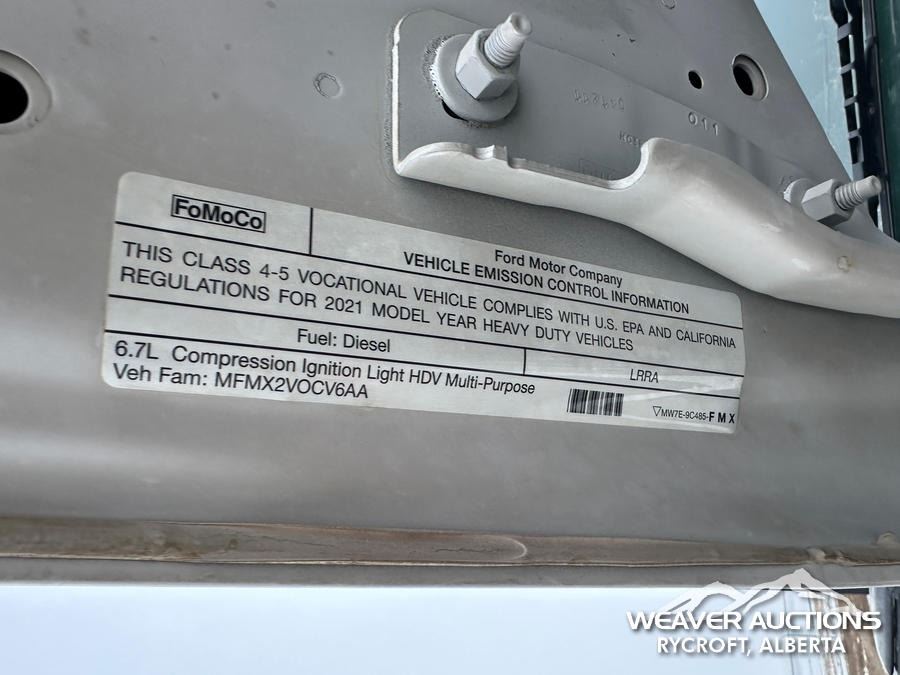 011
FoMoCo
Ford Motor Company
VEHICLE EMISSION CONTROL INFORMATION
THIS CLASS 4-5 VOCATIONAL VEHICLE COMPLIES WITH U.S. EPA AND CALIFORNIA
REGULATIONS FOR 2021 MODEL YEAR HEAVY DUTY VEHICLES
Fuel: Diesel
LRRA
6.7L Compression Ignition Light HDV Multi-Purpose
Veh Fam: MFMX2VOCV6AA
▽MW7E-9C485-FMX
WEAVER AUCTIONS
RYCROFT, ALBERTA